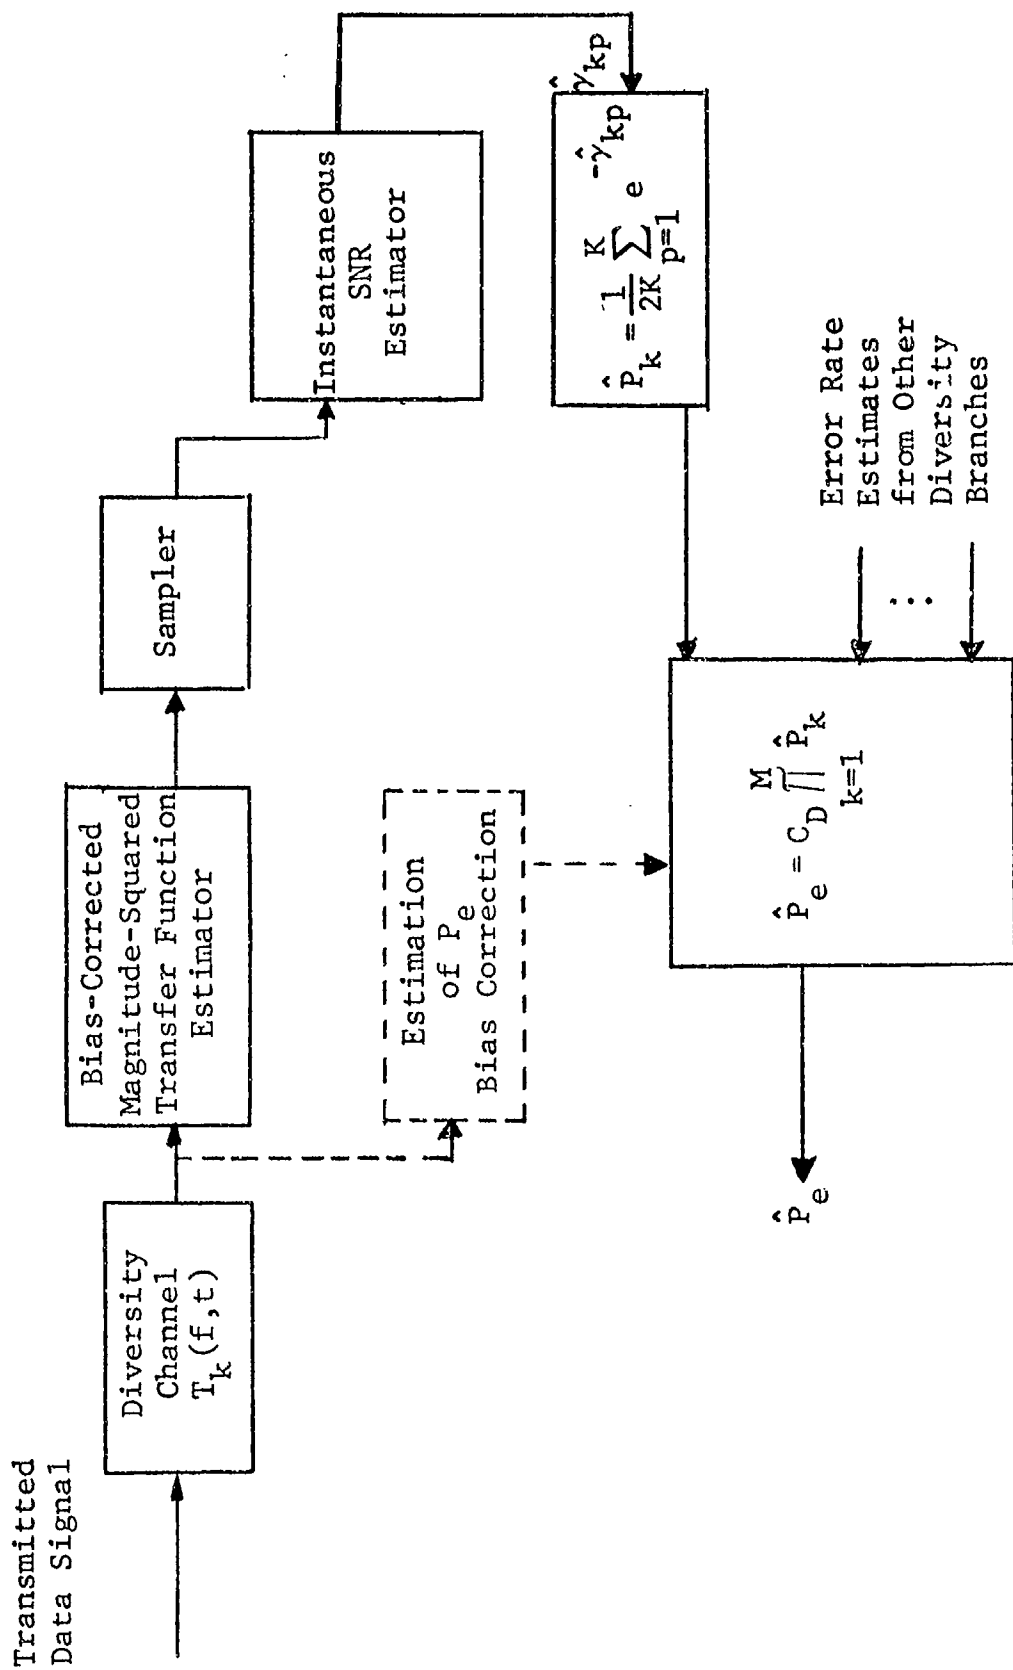 Transmitted
Data Signal
Diversity
Channel
T_k(f,t)
Bias-Corrected
Magnitude-Squared
Transfer Function
Estimator
Sampler
Instantaneous
SNR
Estimator
γ̂_kp
P̂_k = 1/2K ∑_{p=1}^{K} e^{-γ̂_kp}
Estimation
of P_e
Bias Correction
Error Rate
Estimates
from Other
Diversity
Branches
...
P̂_e = C_D ∏_{k=1}^{M} P̂_k
P̂_e